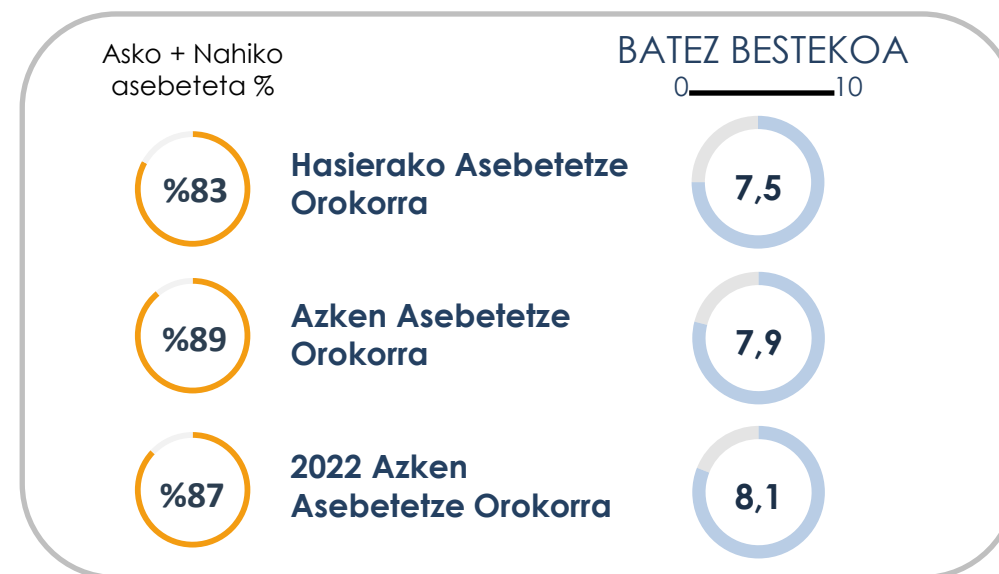 Asko + Nahiko
asebeteta %
BATEZ BESTEKOA
0 10
%83
Hasierako Asebetetze
Orokorra
7,5
%89
Azken Asebetetze
Orokorra
7,9
%87
2022 Azken
Asebetetze Orokorra
8,1